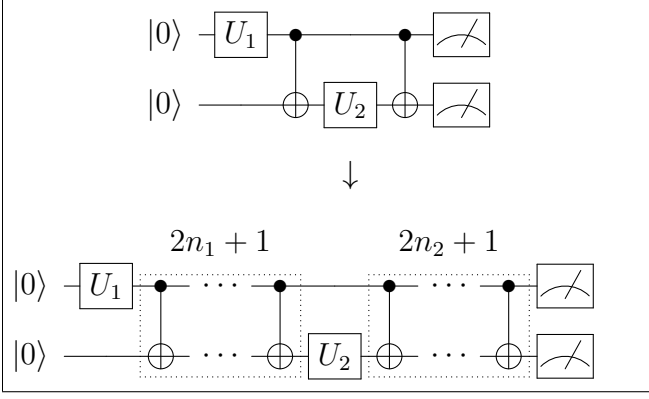 |0⟩ U₁
|0⟩ U₂
↓
2n₁ + 1 2n₂ + 1
|0⟩ U₁ ··· ···
|0⟩ ··· U₂ ···